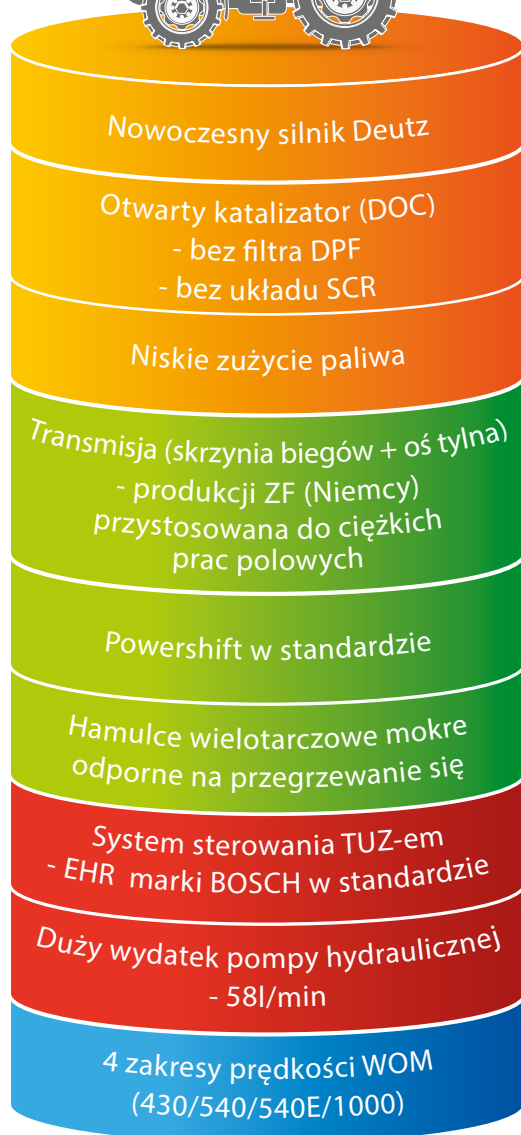 Nowoczesny silnik Deutz
Otwarty katalizator (DOC)
- bez filtra DPF
- bez układu SCR
Niskie zużycie paliwa
Transmisja (skrzynia biegów + oś tylna)
- produkcji ZF (Niemcy)
przystosowana do ciężkich
prac polowych
Powershift w standardzie
Hamulce wielotarczowe mokre
odporne na przegrzewanie się
System sterowania TUZ-em
- EHR marki BOSCH w standardzie
Duży wydatek pompy hydraulicznej
- 58l/min
4 zakresy prędkości WOM
(430/540/540E/1000)